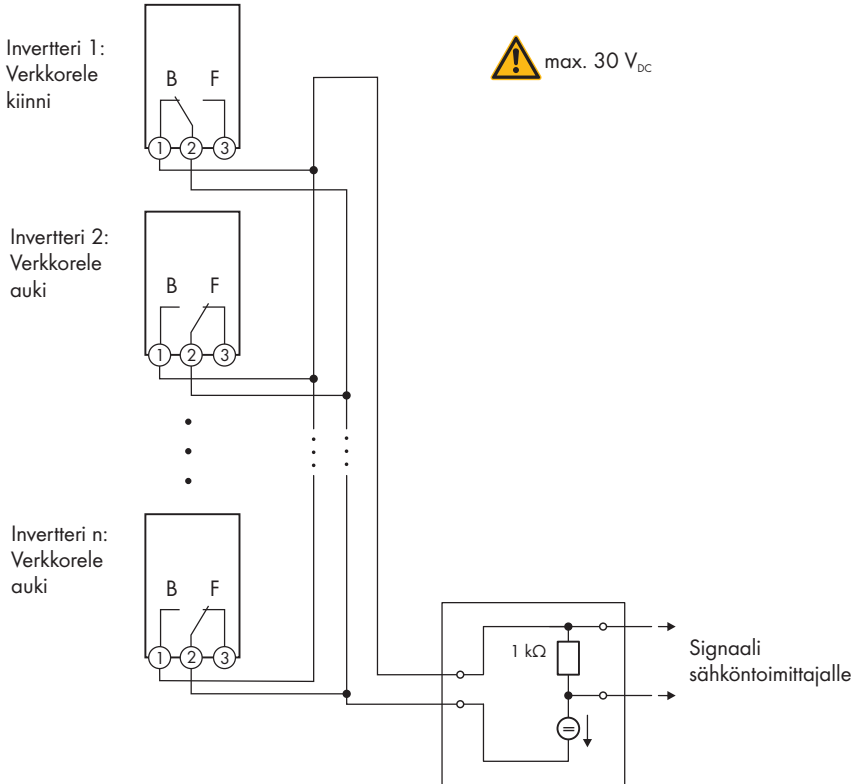 Invertteri 1:
Verkkorele
kiinni
B F
1 2 3
max. 30 VDC
Invertteri 2:
Verkkorele
auki
B F
1 2 3
Invertteri n:
Verkkorele
auki
B F
1 2 3
1 kΩ
Signaali
sähköntoimittajalle